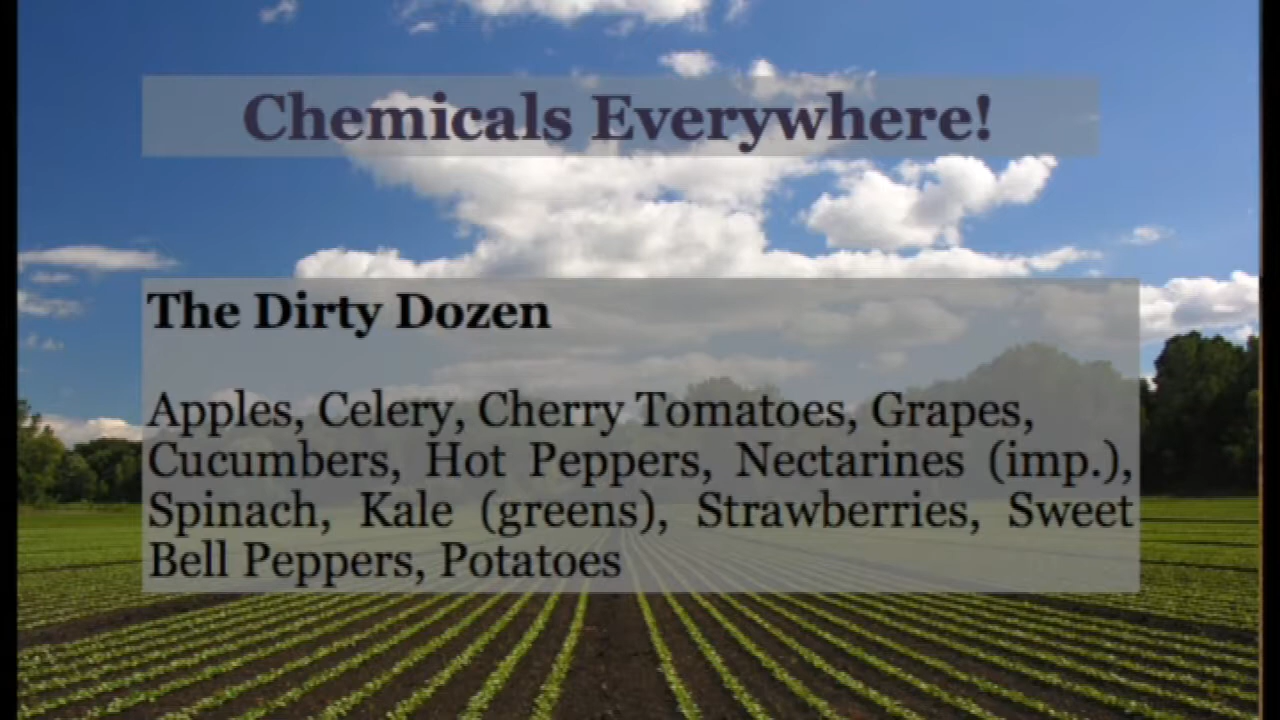 Chemicals Everywhere!
The Dirty Dozen
Apples, Celery, Cherry Tomatoes, Grapes,
Cucumbers, Hot Peppers, Nectarines (imp.),
Spinach, Kale (greens), Strawberries, Sweet
Bell Peppers, Potatoes